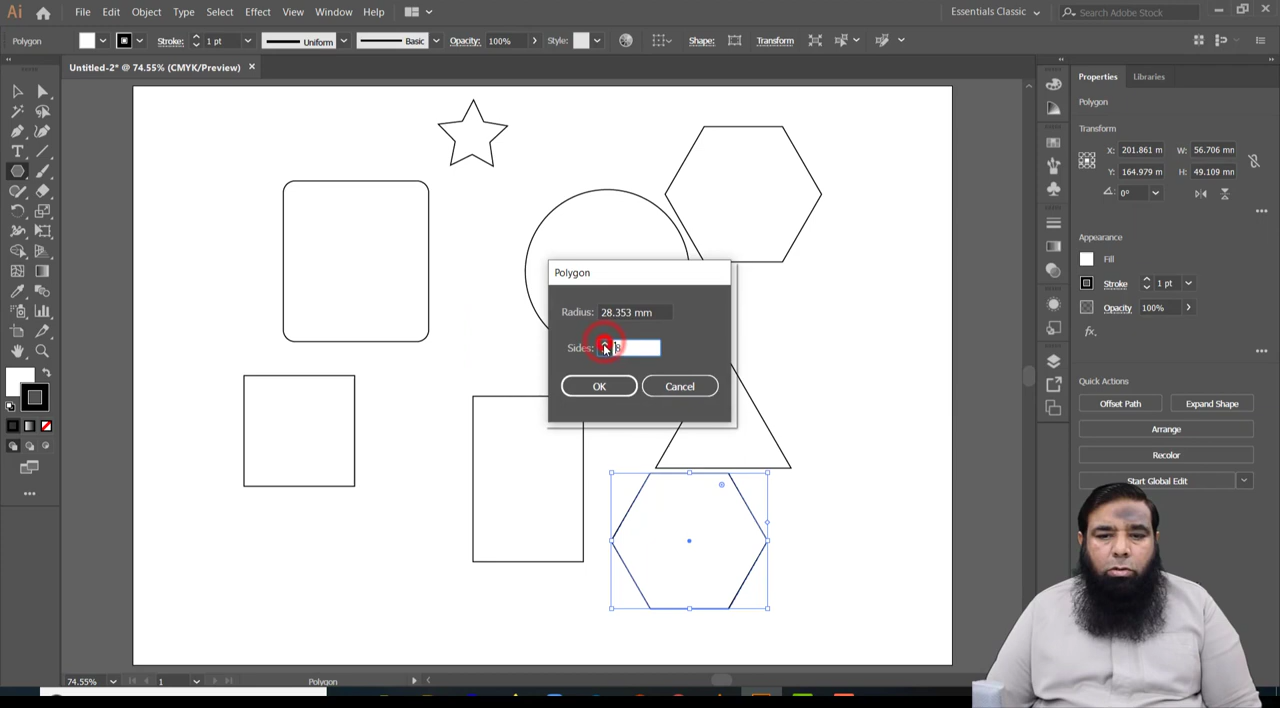 Ai File Edit Object Type Select Effect View Window Help Essentials Classic Search Adobe Stock
Polygon Stroke: 1 pt Uniform Basic Opacity: 100% Style: Shape: Transform
Untitled-2* @ 74.55% (CMYK/Preview) ×
Properties Libraries
Polygon
Transform
X: 201.861 m W: 56.706 mm
Y: 164.979 m H: 49.109 mm
0°
Appearance
Fill
Stroke 1 pt
Opacity 100%
fx.
Quick Actions
Offset Path Expand Shape
Arrange
Recolor
Start Global Edit
Polygon
Radius: 28.353 mm
Sides: 8
OK Cancel
74.55% 1 Polygon